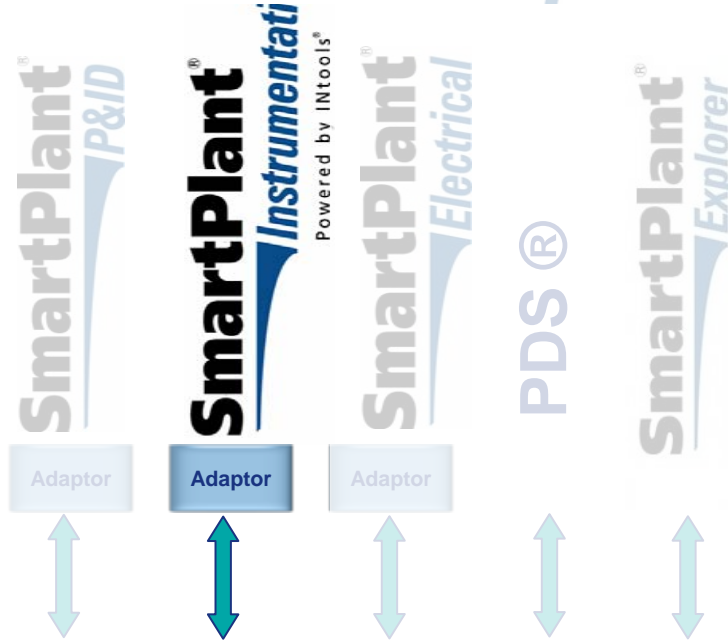 SmartPlant®
P&ID
SmartPlant®
Instrumentati
Powered by INtools®
SmartPlant®
Electrical
PDS ®
SmartPlant®
Explorer
Adaptor
Adaptor
Adaptor